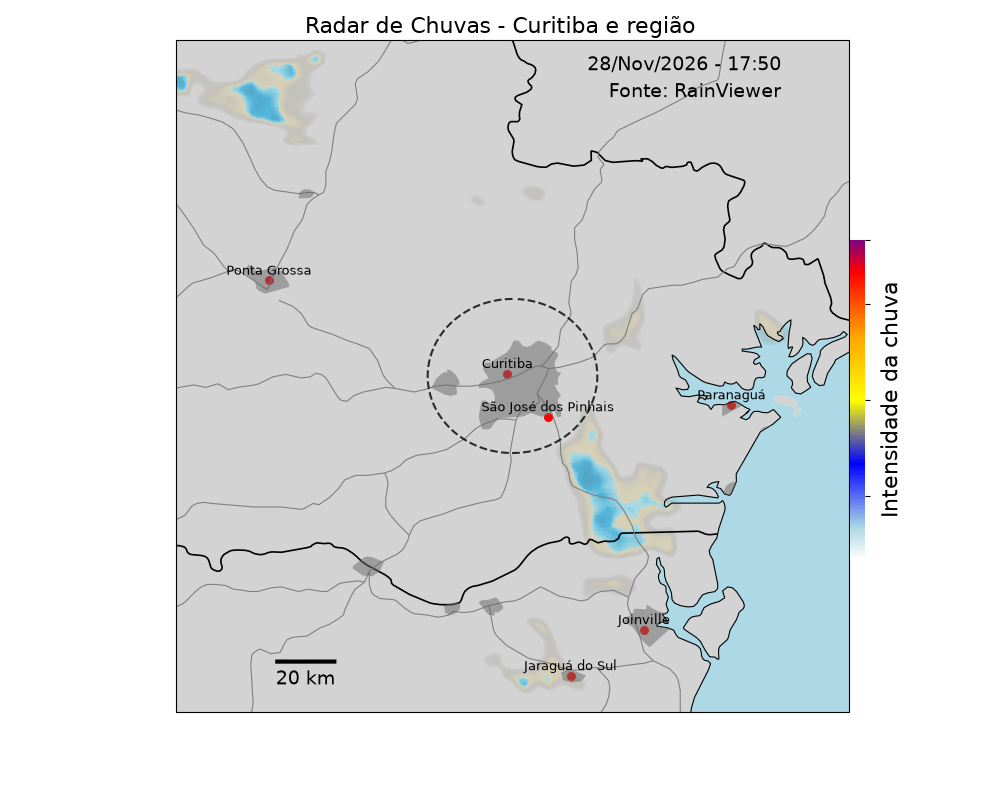 Radar de Chuvas - Curitiba e região
28/Nov/2026 - 17:50
Fonte: RainViewer
Ponta Grossa
Curitiba
Paranaguá
São José dos Pinhais
Joinville
Jaraguá do Sul
20 km
Intensidade da chuva